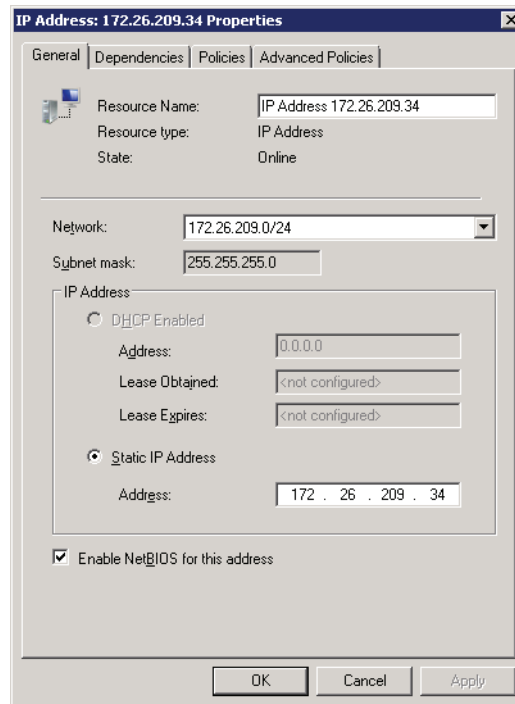 IP Address: 172.26.209.34 Properties
General Dependencies Policies Advanced Policies
Resource Name: IP Address 172.26.209.34
Resource type: IP Address
State: Online
Network: 172.26.209.0/24
Subnet mask: 255.255.255.0
IP Address
DHCP Enabled
Address: 0.0.0.0
Lease Obtained: <not configured>
Lease Expires: <not configured>
Static IP Address
Address: 172 . 26 . 209 . 34
Enable NetBIOS for this address
OK Cancel Apply